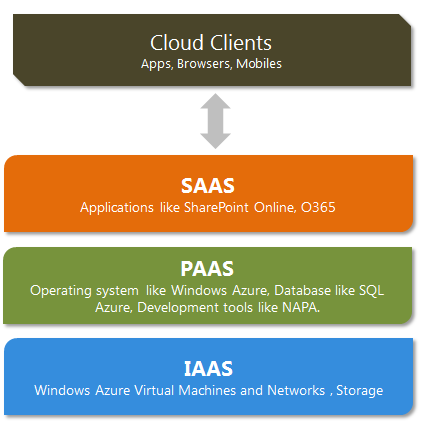 Cloud Clients
Apps, Browsers, Mobiles
SAAS
Applications like SharePoint Online, O365
PAAS
Operating system like Windows Azure, Database like SQL
Azure, Development tools like NAPA.
IAAS
Windows Azure Virtual Machines and Networks , Storage